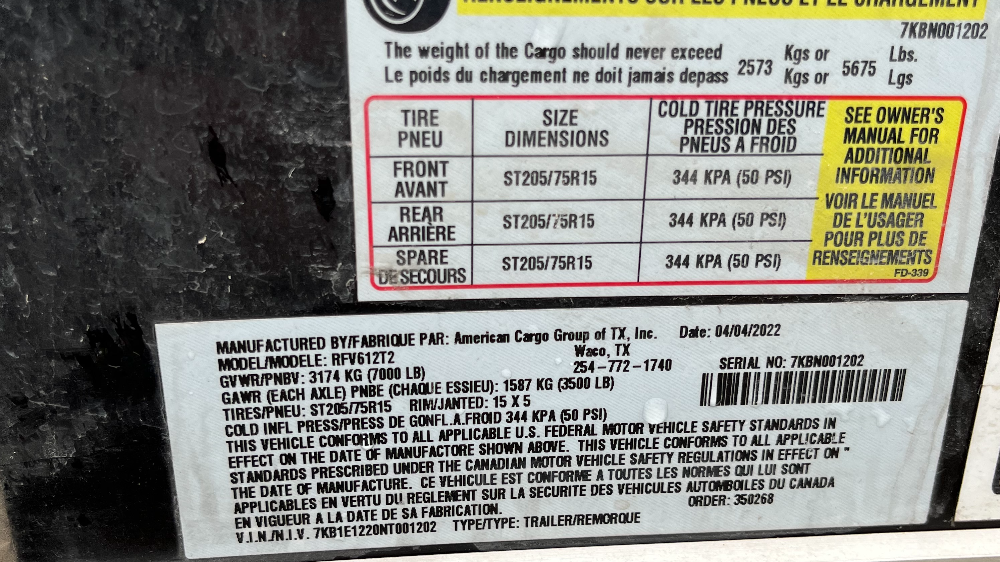 RENSEIGNEMENTS SUR LES PNEUS ET LE CHARGEMENT
7KBN001202
The weight of the Cargo should never exceed 2573 Kgs or 5675 Lbs.
Le poids du chargement ne doit jamais depass Kgs or Lgs
TIRE PNEU SIZE DIMENSIONS COLD TIRE PRESSURE PRESSION DES PNEUS A FROID
FRONT AVANT ST205/75R15 344 KPA (50 PSI)
REAR ARRIÈRE ST205/75R15 344 KPA (50 PSI)
SPARE DE SECOURS ST205/75R15 344 KPA (50 PSI)
SEE OWNER'S
MANUAL FOR
ADDITIONAL
INFORMATION
VOIR LE MANUEL
DE L'USAGER
POUR PLUS DE
RENSEIGNEMENTS
FD-339
MANUFACTURED BY/FABRIQUE PAR: American Cargo Group of TX, Inc. Date: 04/04/2022
MODEL/MODELE: RFV612T2 Waco, TX
GVWR/PNBV: 3174 KG (7000 LB) 254-772-1740 SERIAL NO: 7KBN001202
GAWR (EACH AXLE) PNBE (CHAQUE ESSIEU): 1587 KG (3500 LB)
TIRES/PNEU: ST205/75R15 RIM/JANTED: 15 X 5
COLD INFL PRESS/PRESS DE GONFL.A.FROID 344 KPA (50 PSI)
THIS VEHICLE CONFORMS TO ALL APPLICABLE U.S. FEDERAL MOTOR VEHICLE SAFETY STANDARDS IN
EFFECT ON THE DATE OF MANUFACTORE SHOWN ABOVE. THIS VEHICLE CONFORMS TO ALL APPLICABLE
STANDARDS PRESCRIBED UNDER THE CANADIAN MOTOR VEHICLE SAFETY REGULATIONS IN EFFECT ON "
THE DATE OF MANUFACTURE. CE VEHICULE EST CONFORME A TOUTES LES NORMES QUI LUI SONT
APPLICABLES EN VERTU DU REGLEMENT SUR LA SECURITE DES VEHICULES AUTOMBOILES DU CANADA
EN VIGUEUR A LA DATE DE SA FABRICATION. ORDER: 350268
V.I.N./N.I.V. 7KB1E1220NT001202 TYPE/TYPE: TRAILER/REMORQUE